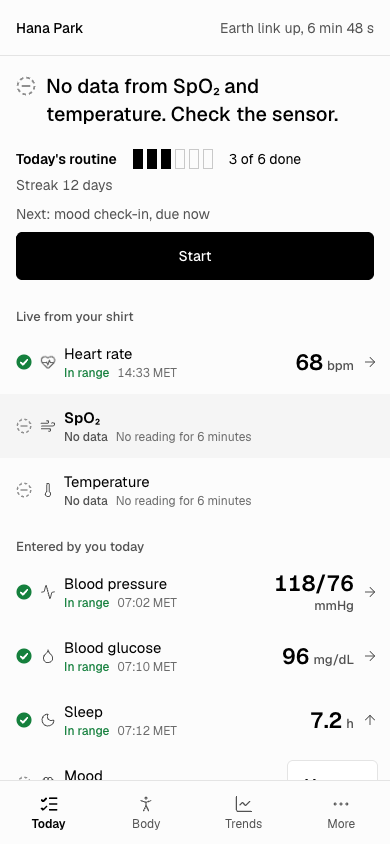 Hana Park
Earth link up, 6 min 48 s
No data from SpO₂ and
temperature. Check the sensor.
Today's routine
3 of 6 done
Streak 12 days
Next: mood check-in, due now
Start
Live from your shirt
Heart rate
68 bpm
In range 14:33 MET
SpO₂
No data No reading for 6 minutes
Temperature
No data No reading for 6 minutes
Entered by you today
Blood pressure
118/76
In range 07:02 MET
mmHg
Blood glucose
96 mg/dL
In range 07:10 MET
Sleep
7.2 h
In range 07:12 MET
Mood
Today
Body
Trends
More